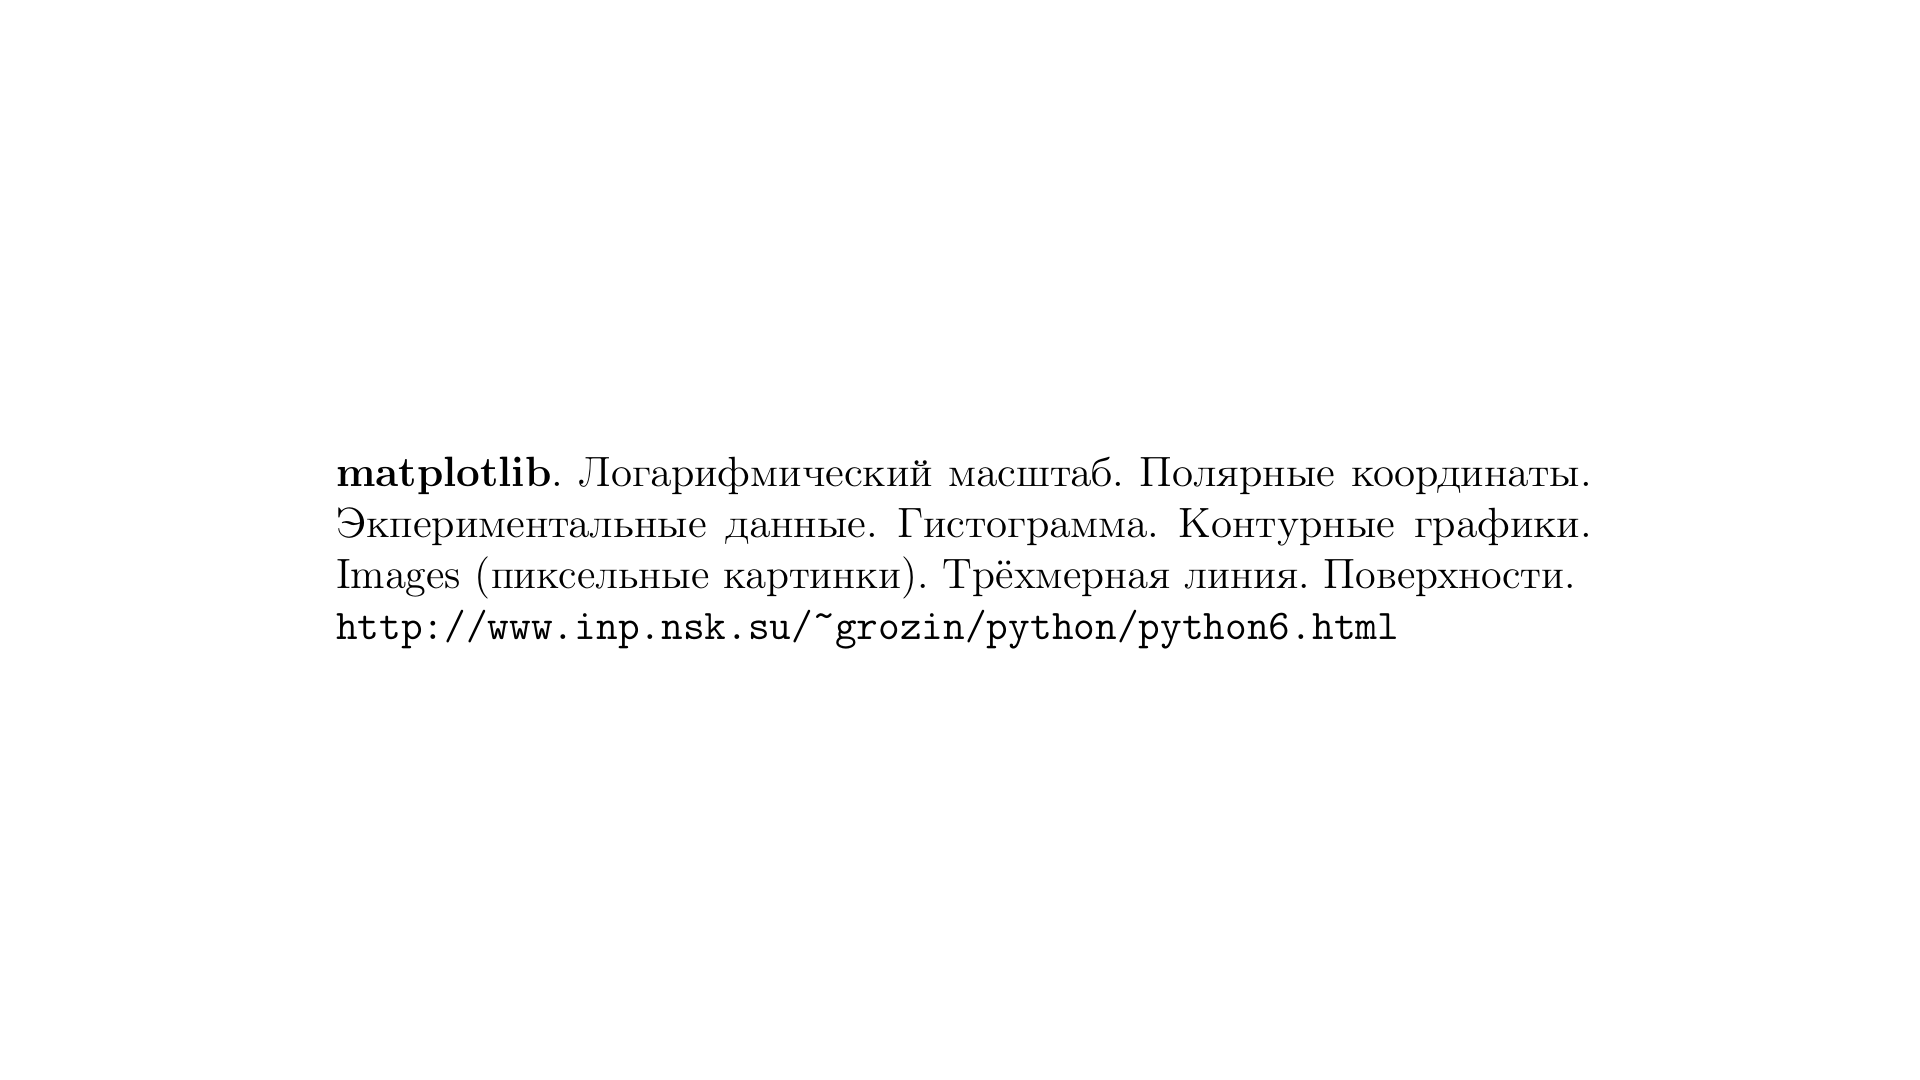 matplotlib. Логарифмический масштаб. Полярные координаты.
Экпериментальные данные. Гистограмма. Контурные графики.
Images (пиксельные картинки). Трёхмерная линия. Поверхности.
http://www.inp.nsk.su/~grozin/python/python6.html